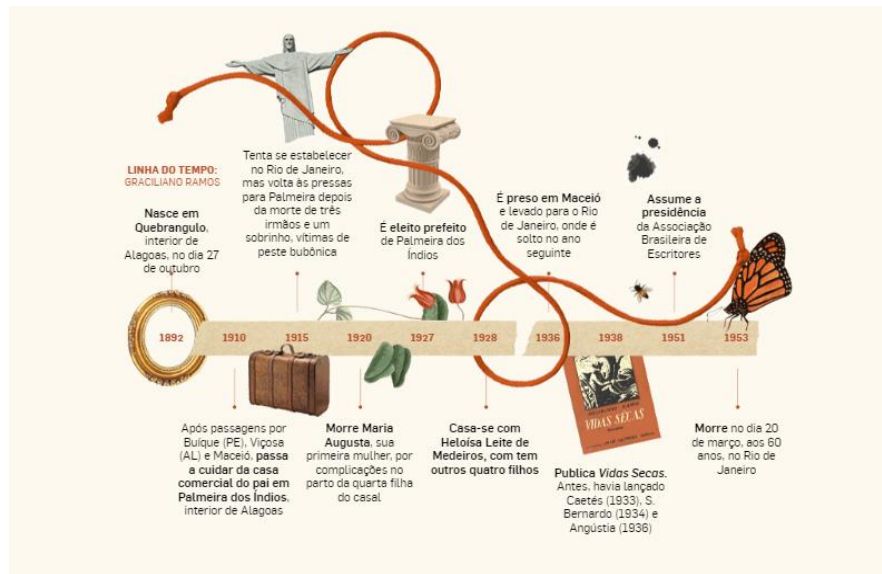 LINHA DO TEMPO:
GRACILIANO RAMOS
Nasce em
Quebrangulo,
interior de
Alagoas, no dia 27
de outubro
Tenta se estabelecer
no Rio de Janeiro,
mas volta às pressas
para Palmeira depois
da morte de três
irmãos e um
sobrinho, vítimas de
peste bubônica
É eleito prefeito
de Palmeira dos
Índios
É preso em Maceió
e levado para o Rio
de Janeiro, onde é
solto no ano
seguinte
Assume a
presidência
da Associação
Brasileira de
Escritores
1892 1910 1915 1920 1927 1928 1936 1938 1951 1953
Após passagens por
Buíque (PE), Viçosa
(AL) e Maceió, passa
a cuidar da casa
comercial do pai em
Palmeira dos Índios,
interior de Alagoas
Morre Maria
Augusta, sua
primeira mulher, por
complicações no
parto da quarta filha
do casal
Casa-se com
Heloísa Leite de
Medeiros, com tem
outros quatro filhos
VIDAS SECAS
Publica Vidas Secas.
Antes, havia lançado
Caetés (1933), S.
Bernardo (1934) e
Angústia (1936)
Morre no dia 20
de março, aos 60
anos, no Rio de
Janeiro